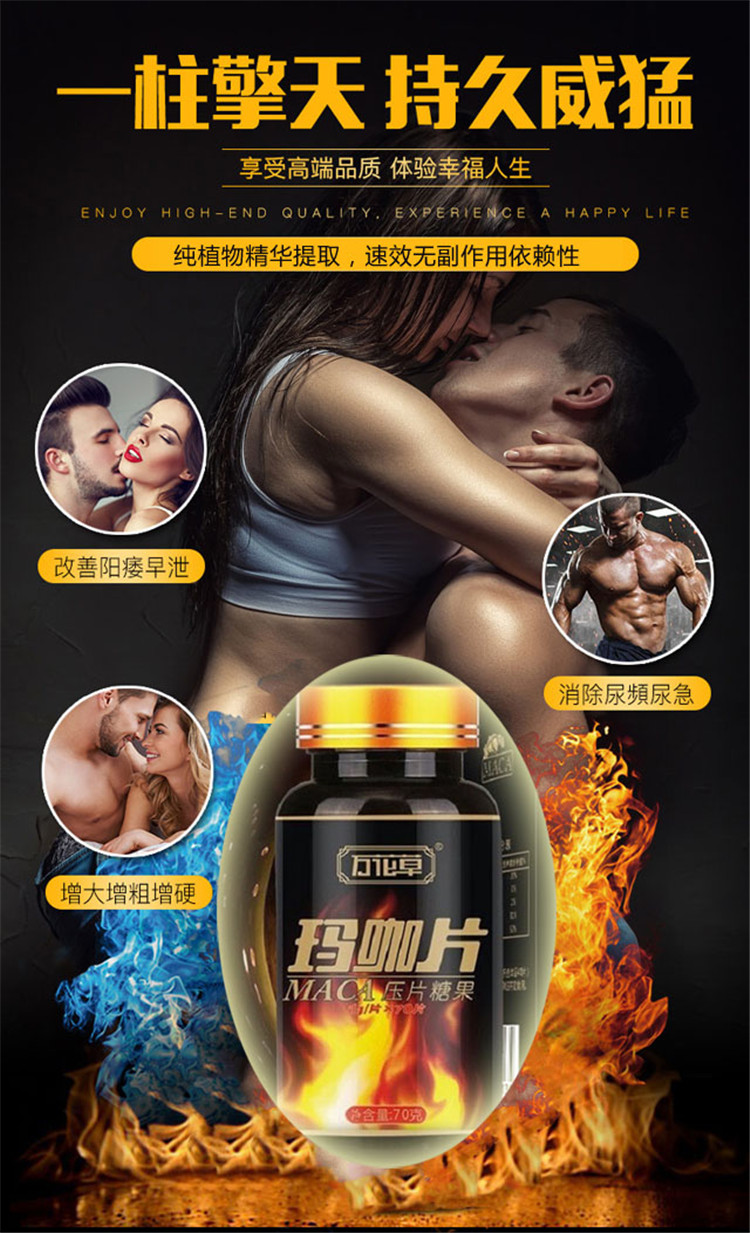 一柱擎天 持久威猛
享受高端品质 体验幸福人生
ENJOY HIGH-END QUALITY, EXPERIENCE A HAPPY LIFE
纯植物精华提取，速效无副作用依赖性
改善阳痿早泄
消除尿頻尿急
增大增粗增硬
MACA
万花草®
玛咖片
MACA 压片糖果
净含量:70克